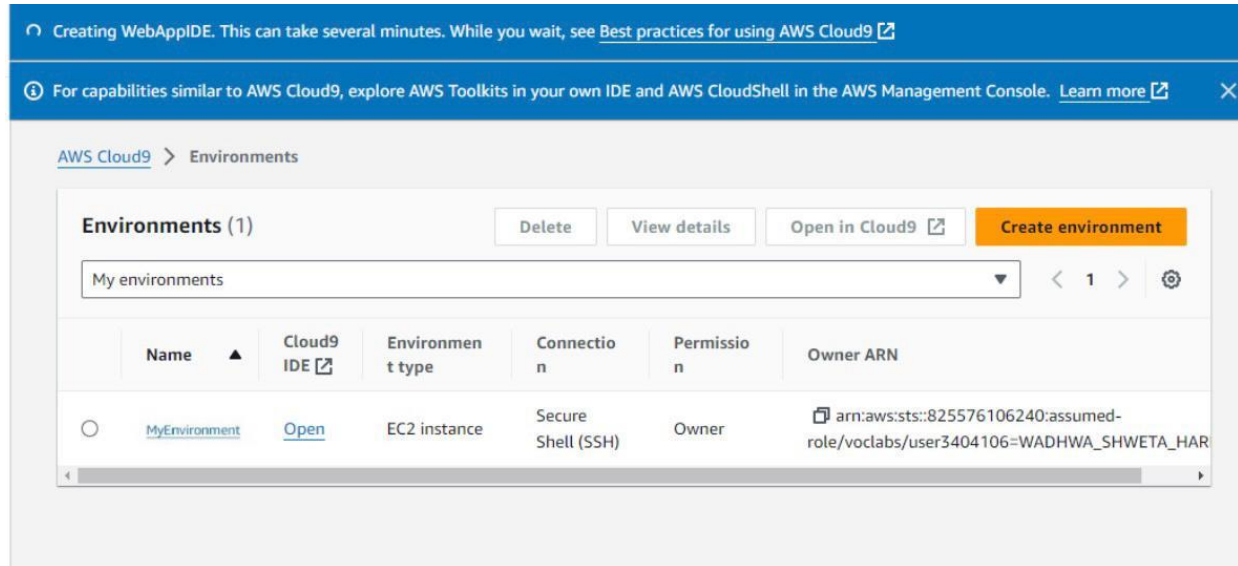 Creating WebAppIDE. This can take several minutes. While you wait, see Best practices for using AWS Cloud9
For capabilities similar to AWS Cloud9, explore AWS Toolkits in your own IDE and AWS CloudShell in the AWS Management Console. Learn more
AWS Cloud9 > Environments
Environments (1) Delete View details Open in Cloud9 Create environment
My environments < 1 >
Name Cloud9 IDE Environmen t type Connectio n Permissio n Owner ARN
MyEnvironment Open EC2 instance Secure Shell (SSH) Owner arn:aws:sts::825576106240:assumed-
role/voclabs/user3404106=WADHWA_SHWETA_HAR